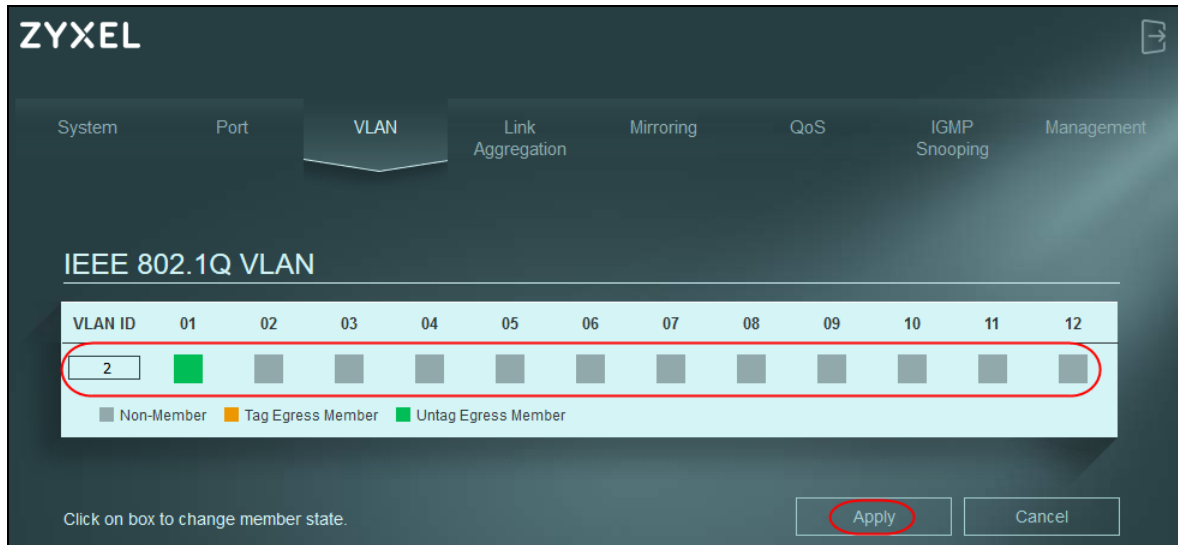 ZYXEL
System Port VLAN Link Aggregation Mirroring QoS IGMP Snooping Management
IEEE 802.1Q VLAN
VLAN ID 01 02 03 04 05 06 07 08 09 10 11 12
2
Non-Member Tag Egress Member Untag Egress Member
Click on box to change member state. Apply Cancel